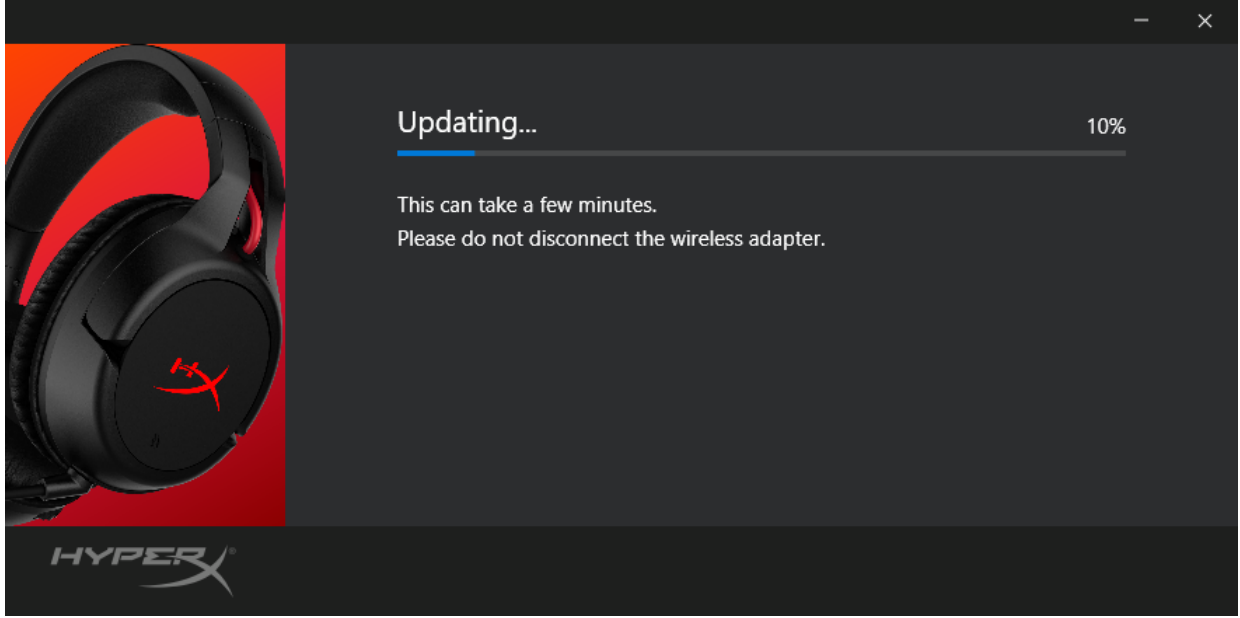 Updating...
10%
This can take a few minutes.
Please do not disconnect the wireless adapter.
HYPERX®